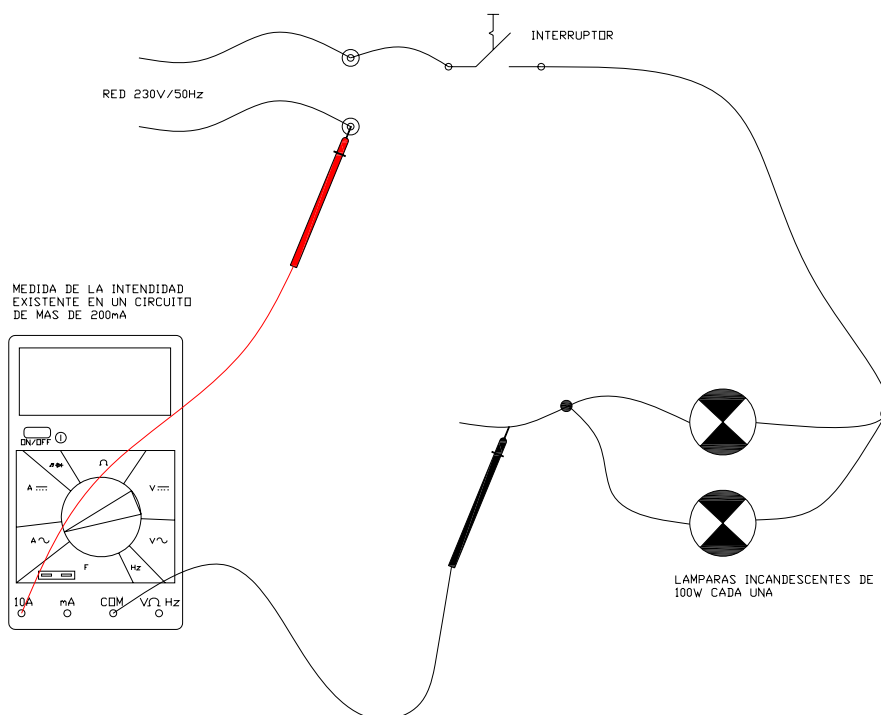 INTERRUPTOR
RED 230V/50Hz
MEDIDA DE LA INTENDIDAD
EXISTENTE EN UN CIRCUITO
DE MAS DE 200mA
ON/OFF
Ω
A
V
A
V
F
Hz
10A mA COM VΩ Hz
LAMPARAS INCANDESCENTES DE
100W CADA UNA